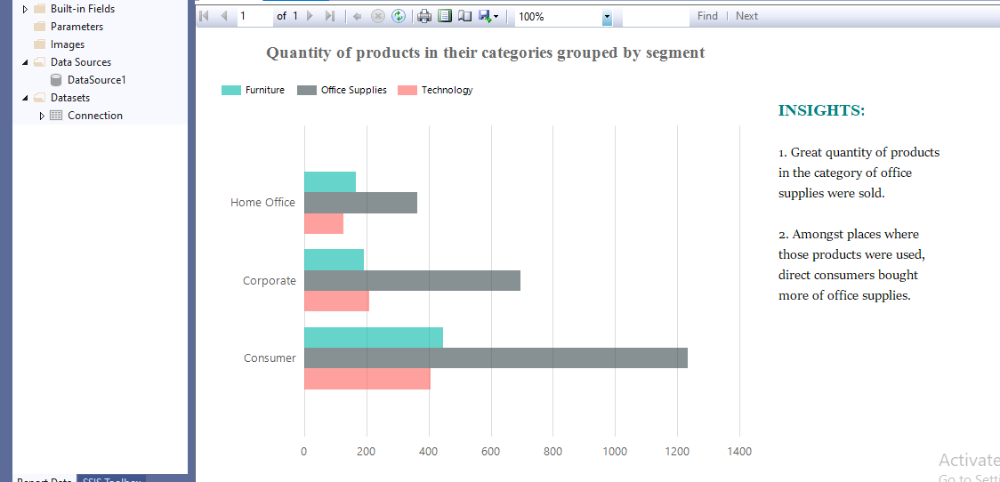 Built-in Fields
Parameters
Images
Data Sources
DataSource1
Datasets
Connection
1 of 1 100% Find | Next
Quantity of products in their categories grouped by segment
Furniture Office Supplies Technology
Home Office
Corporate
Consumer
0 200 400 600 800 1000 1200 1400
INSIGHTS:
1. Great quantity of products
in the category of office
supplies were sold.
2. Amongst places where
those products were used,
direct consumers bought
more of office supplies.
Activate
Go to Setti
Report Data SSIS Toolbox